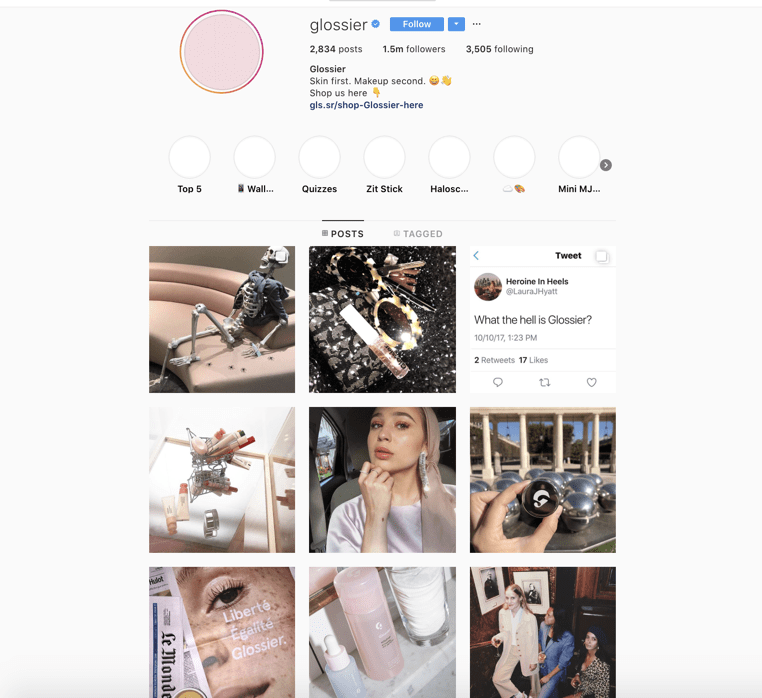 glossier Follow
2,834 posts 1.5m followers 3,505 following
Glossier
Skin first. Makeup second. 😀👋
Shop us here 👇
gls.sr/shop-Glossier-here
Top 5 📱 Wall... Quizzes Zit Stick Halosc... ☁️🎨 Mini MJ...
POSTS TAGGED
Tweet
Heroine In Heels
@LauraJHyatt
What the hell is Glossier?
10/10/17, 1:23 PM
2 Retweets 17 Likes
Hulot
Le Monde
Liberté
Egalité
Glossier.